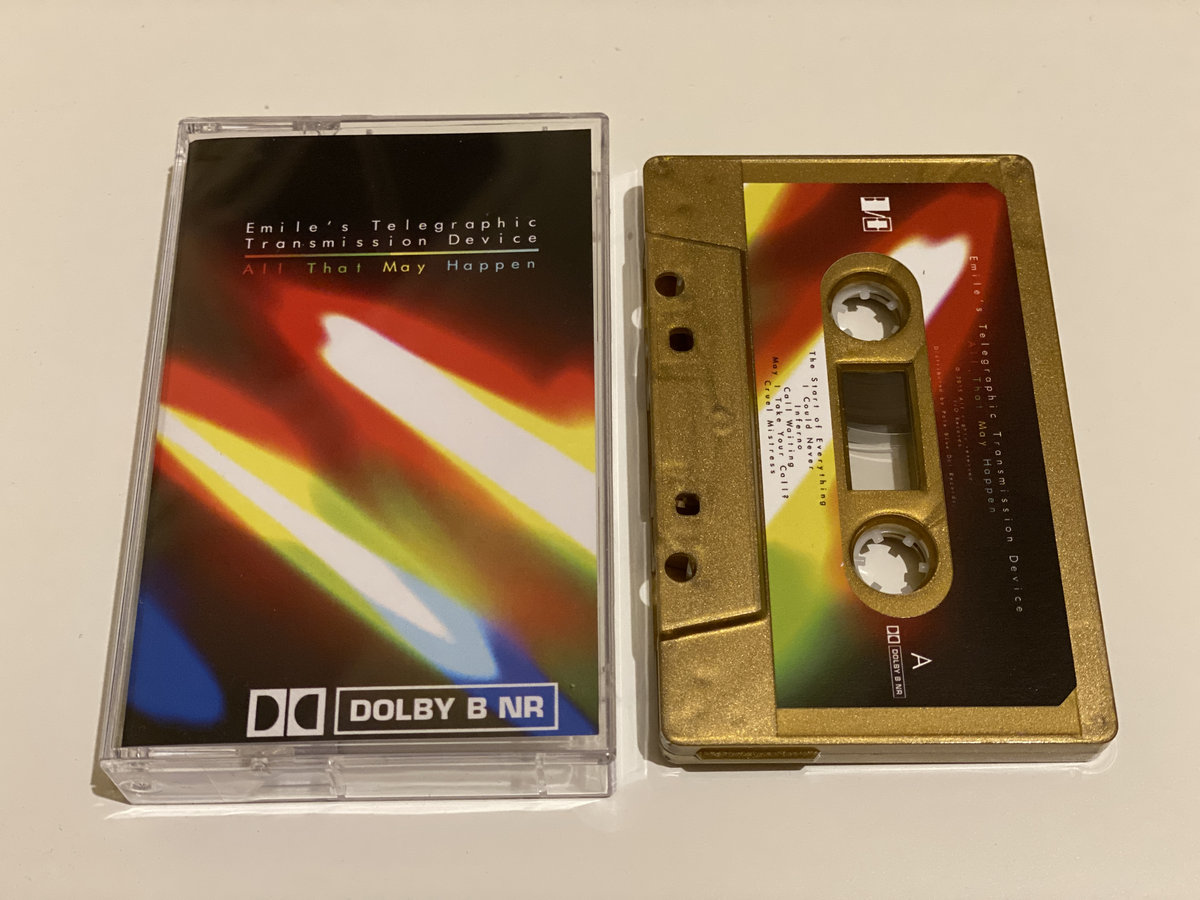 Emile's Telegraphic
Transmission Device
All That May Happen
DOLBY B NR
Emile's Telegraphic Transmission Device
All That May Happen
The Start of Everything
I Could Never
Inferno
Call Waiting
May I Take Your Call?
Cruel Mistress
A
DOLBY B NR